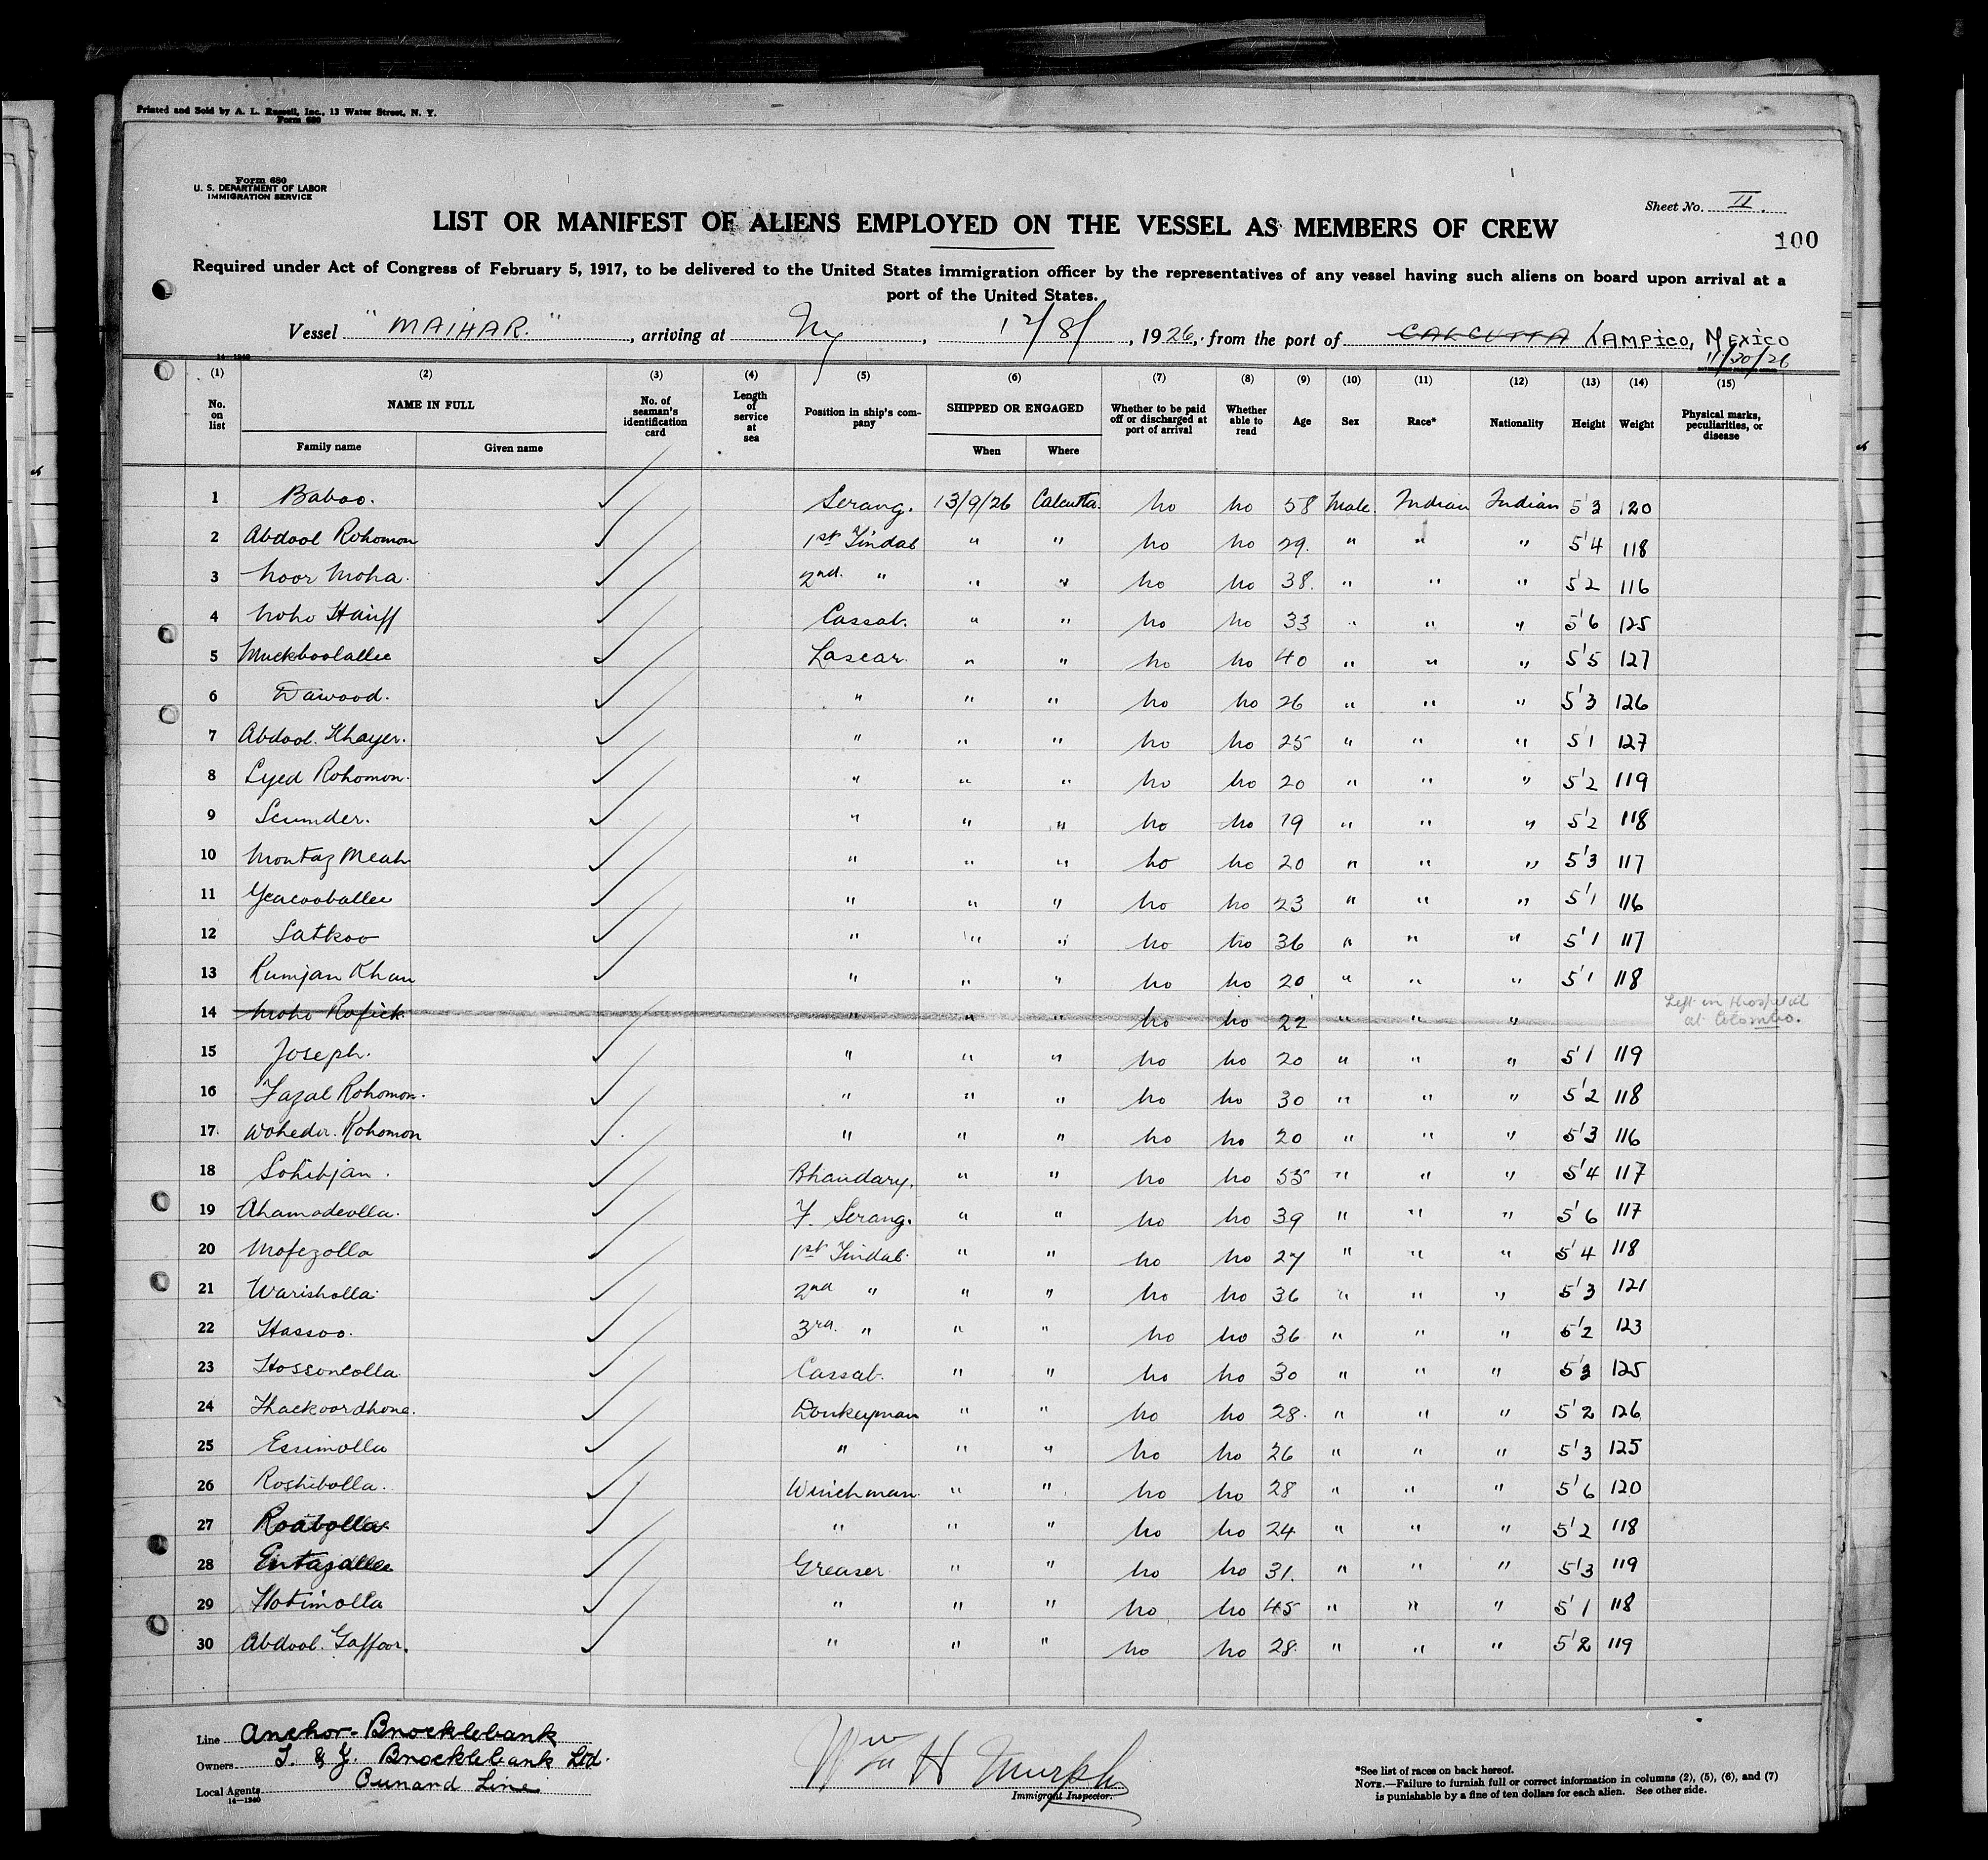 Printed and Sold by A. L. Russell, Inc., 13 Water Street, N. Y.
Form 680
Form 680
U. S. DEPARTMENT OF LABOR
IMMIGRATION SERVICE
Sheet No. II.
LIST OR MANIFEST OF ALIENS EMPLOYED ON THE VESSEL AS MEMBERS OF CREW
100
Required under Act of Congress of February 5, 1917, to be delivered to the United States immigration officer by the representatives of any vessel having such aliens on board upon arrival at a
port of the United States.
Vessel "MAIHAR.", arriving at Ny, 12/8/, 1926, from the port of CALCUTTA TAMPICO, MEXICO
11/30/26
14—1940
(1) (2) (3) (4) (5) (6) (7) (8) (9) (10) (11) (12) (13) (14) (15)
No. on list NAME IN FULL Family name Given name No. of seaman's identification card Length of service at sea Position in ship's company SHIPPED OR ENGAGED When Where Whether to be paid off or discharged at port of arrival Whether able to read Age Sex Race* Nationality Height Weight Physical marks, peculiarities, or disease
1 Baboo. Serang. 13/9/26 Calcutta. No No 58 Male Indian Indian 5'3 120
2 Abdool Rohomon 1st Tindal " " No No 29. " " " 5'4 118
3 Noor Moha. 2nd. " " " No No 38. " " " 5'2 116
4 Moho Haniff Cassab. " " No No 33 " " " 5'6 125
5 Muckboolallee Lascar. " " No No 40 " " " 5'5 127
6 Dawood. " " " No No 26 " " " 5'3 126
7 Abdool Khayer. " " " No No 25 " " " 5'1 127
8 Syed Rohomon. " " " No No 20 " " " 5'2 119
9 Scunder. " " " No No 19 " " " 5'2 118
10 Montaz Meah " " " No No 20 " " " 5'3 117
11 Yeacooballee " " " No No 23 " " " 5'1 116
12 Satkoo " " " No No 36 " " " 5'1 117
13 Rumjan Khan " " " No No 20 " " " 5'1 118
14 Moho Rofick " " " No No 22 " " " Left in Hospital at Colombo.
15 Joseph. " " " No No 20 " " " 5'1 119
16 Fazal Rohomon. " " " No No 30 " " " 5'2 118
17 Wohedur. Rohomon " " " No No 20 " " " 5'3 116
18 Sohibjan. Bhandary. " " No No 55 " " " 5'4 117
19 Ahamodeolla. F. Serang. " " No No 39 " " " 5'6 117
20 Mofezolla 1st Tindal " " No No 27 " " " 5'4 118
21 Warisholla 2nd " " " No No 36 " " " 5'3 121
22 Hassoo. 3rd. " " " No No 36 " " " 5'2 123
23 Hossoneolla Cassab. " " No No 30 " " " 5'3 125
24 Thackoordhone. Donkeyman " " No No 28. " " " 5'2 126
25 Essimolla " " " No No 26 " " " 5'3 125
26 Roshibolla. Winchman. " " No No 28 " " " 5'6 120
27 Roabolla " " " No No 24 " " " 5'2 118
28 Entazallee Greaser " " No No 31. " " " 5'3 119
29 Hotimolla " " " No No 45 " " " 5'1 118
30 Abdool. Gaffoor. " " " No No 28. " " " 5'2 119
Line Anchor-Brocklebank
Owners T. & J. Brocklebank Ltd.
Local Agents Cunard Line
14—1940
Wm H Murphy
Immigrant Inspector.
*See list of races on back hereof.
NOTE.—Failure to furnish full or correct information in columns (2), (5), (6), and (7)
is punishable by a fine of ten dollars for each alien. See other side.